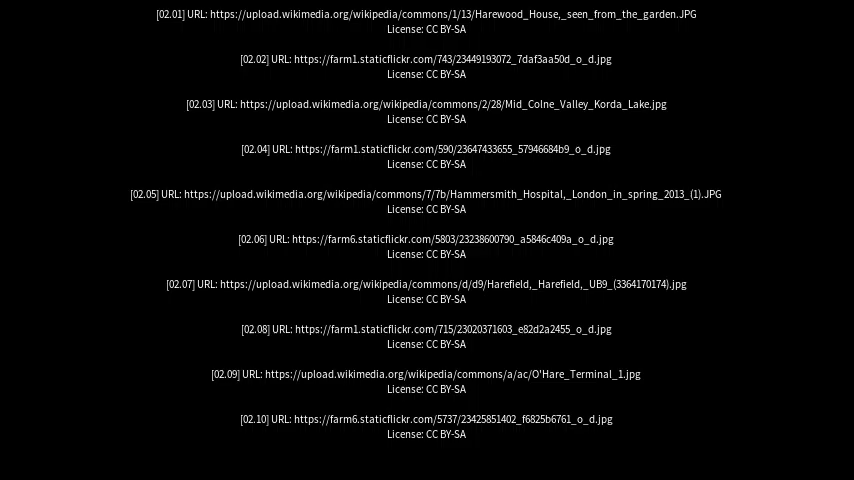 [02.01] URL: https://upload.wikimedia.org/wikipedia/commons/1/13/Harewood_House,_seen_from_the_garden.JPG
License: CC BY-SA
[02.02] URL: https://farm1.staticflickr.com/743/23449193072_7daf3aa50d_o_d.jpg
License: CC BY-SA
[02.03] URL: https://upload.wikimedia.org/wikipedia/commons/2/28/Mid_Colne_Valley_Korda_Lake.jpg
License: CC BY-SA
[02.04] URL: https://farm1.staticflickr.com/590/23647433655_57946684b9_o_d.jpg
License: CC BY-SA
[02.05] URL: https://upload.wikimedia.org/wikipedia/commons/7/7b/Hammersmith_Hospital,_London_in_spring_2013_(1).JPG
License: CC BY-SA
[02.06] URL: https://farm6.staticflickr.com/5803/23238600790_a5846c409a_o_d.jpg
License: CC BY-SA
[02.07] URL: https://upload.wikimedia.org/wikipedia/commons/d/d9/Harefield,_Harefield,_UB9_(3364170174).jpg
License: CC BY-SA
[02.08] URL: https://farm1.staticflickr.com/715/23020371603_e82d2a2455_o_d.jpg
License: CC BY-SA
[02.09] URL: https://upload.wikimedia.org/wikipedia/commons/a/ac/O'Hare_Terminal_1.jpg
License: CC BY-SA
[02.10] URL: https://farm6.staticflickr.com/5737/23425851402_f6825b6761_o_d.jpg
License: CC BY-SA